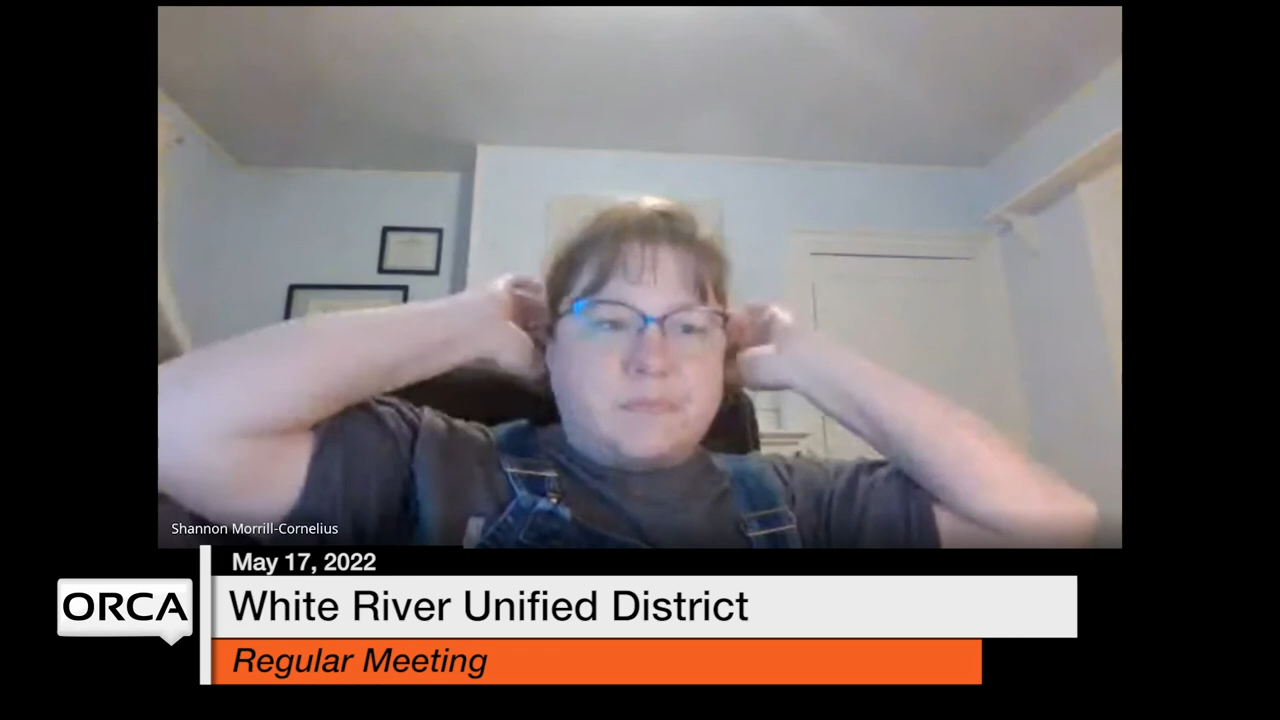 Shannon Morrill-Cornelius
May 17, 2022
ORCA
White River Unified District
Regular Meeting